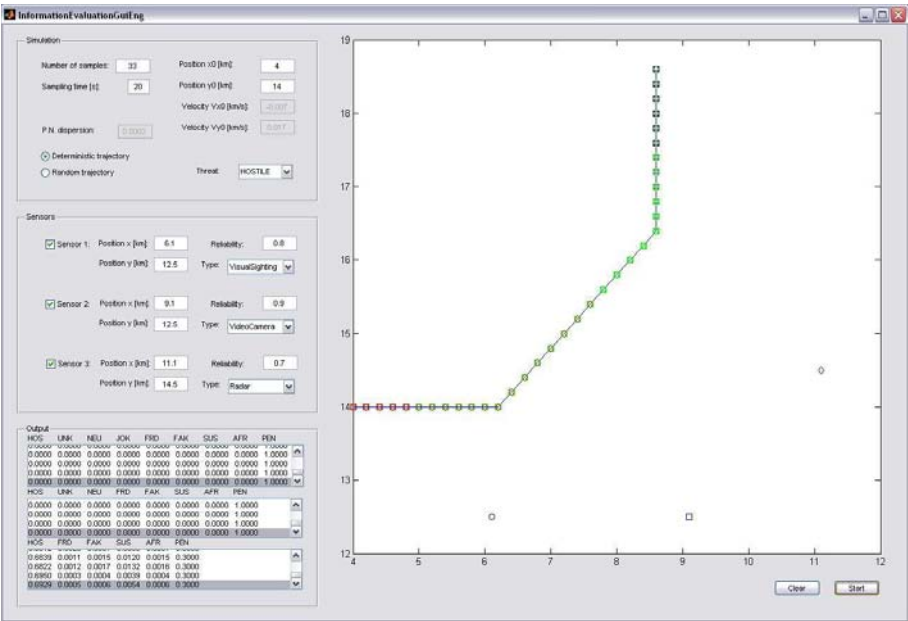 InformationEvaluationGuiEng
Simulation
Number of samples: 33
Position x0 [km]: 4
Sampling time [s]: 20
Position y0 [km]: 14
Velocity Vx0 [km/s]: -0.007
P.N. dispersion: 0.0003
Velocity Vy0 [km/s]: 0.017
Deterministic trajectory
Random trajectory
Threat: HOSTILE
Sensors
Sensor 1: Position x [km]: 6.1 Reliability: 0.8
Position y [km]: 12.5 Type: VisualSighting
Sensor 2: Position x [km]: 9.1 Reliability: 0.9
Position y [km]: 12.5 Type: VideoCamera
Sensor 3: Position x [km]: 11.1 Reliability: 0.7
Position y [km]: 14.5 Type: Radar
Output
HOS UNK NEU JOK FRD FAK SUS AFR PEN
0.0000 0.0000 0.0000 0.0000 0.0000 0.0000 0.0000 0.0000 1.0000
0.0000 0.0000 0.0000 0.0000 0.0000 0.0000 0.0000 0.0000 1.0000
0.0000 0.0000 0.0000 0.0000 0.0000 0.0000 0.0000 0.0000 1.0000
0.0000 0.0000 0.0000 0.0000 0.0000 0.0000 0.0000 0.0000 1.0000
HOS UNK NEU FRD FAK SUS AFR PEN
0.0000 0.0000 0.0000 0.0000 0.0000 0.0000 0.0000 1.0000
0.0000 0.0000 0.0000 0.0000 0.0000 0.0000 0.0000 1.0000
0.0000 0.0000 0.0000 0.0000 0.0000 0.0000 0.0000 1.0000
0.0000 0.0000 0.0000 0.0000 0.0000 0.0000 0.0000 1.0000
HOS FRD FAK SUS AFR PEN
0.6839 0.0011 0.0015 0.0120 0.0015 0.3000
0.6822 0.0012 0.0017 0.0132 0.0016 0.3000
0.6950 0.0003 0.0004 0.0039 0.0004 0.3000
0.6929 0.0005 0.0006 0.0054 0.0006 0.3000
19
18
17
16
15
14
13
12
4 5 6 7 8 9 10 11 12
Clear Start